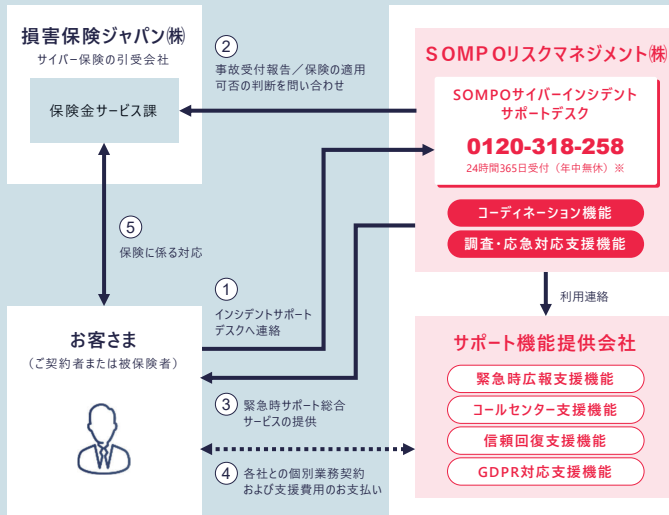 損害保険ジャパン㈱
サイバー保険の引受会社
保険金サービス課
②
事故受付報告／保険の適用
可否の判断を問い合わせ
SOMPOリスクマネジメント㈱
SOMPOサイバーインシデント
サポートデスク
0120-318-258
24時間365日受付（年中無休）※
コーディネーション機能
調査・応急対応支援機能
⑤
保険に係る対応
①
インシデントサポート
デスクへ連絡
利用連絡
お客さま
（ご契約者または被保険者）
③ 緊急時サポート総合
サービスの提供
④ 各社との個別業務契約
および支援費用のお支払い
サポート機能提供会社
緊急時広報支援機能
コールセンター支援機能
信頼回復支援機能
GDPR対応支援機能